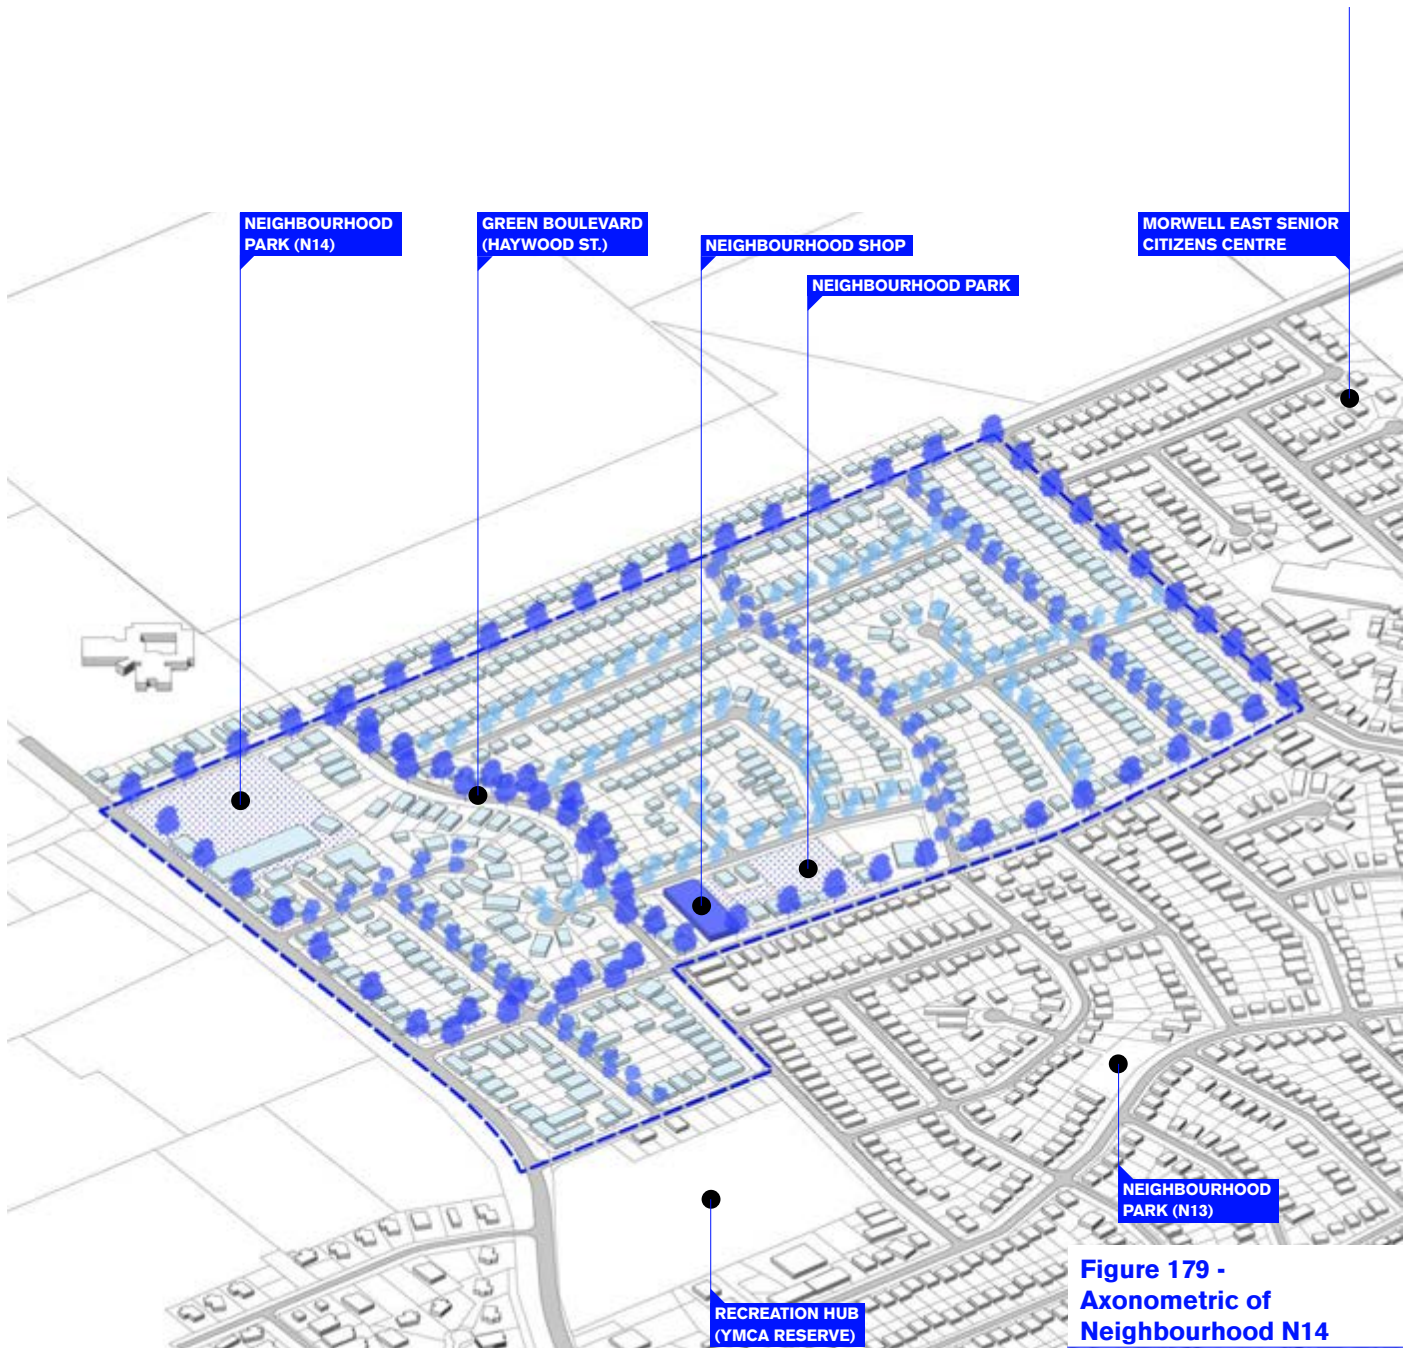 NEIGHBOURHOOD
PARK (N14)
GREEN BOULEVARD
(HAYWOOD ST.)
NEIGHBOURHOOD SHOP
NEIGHBOURHOOD PARK
MORWELL EAST SENIOR
CITIZENS CENTRE
NEIGHBOURHOOD
PARK (N13)
RECREATION HUB
(YMCA RESERVE)
Figure 179 -
Axonometric of
Neighbourhood N14